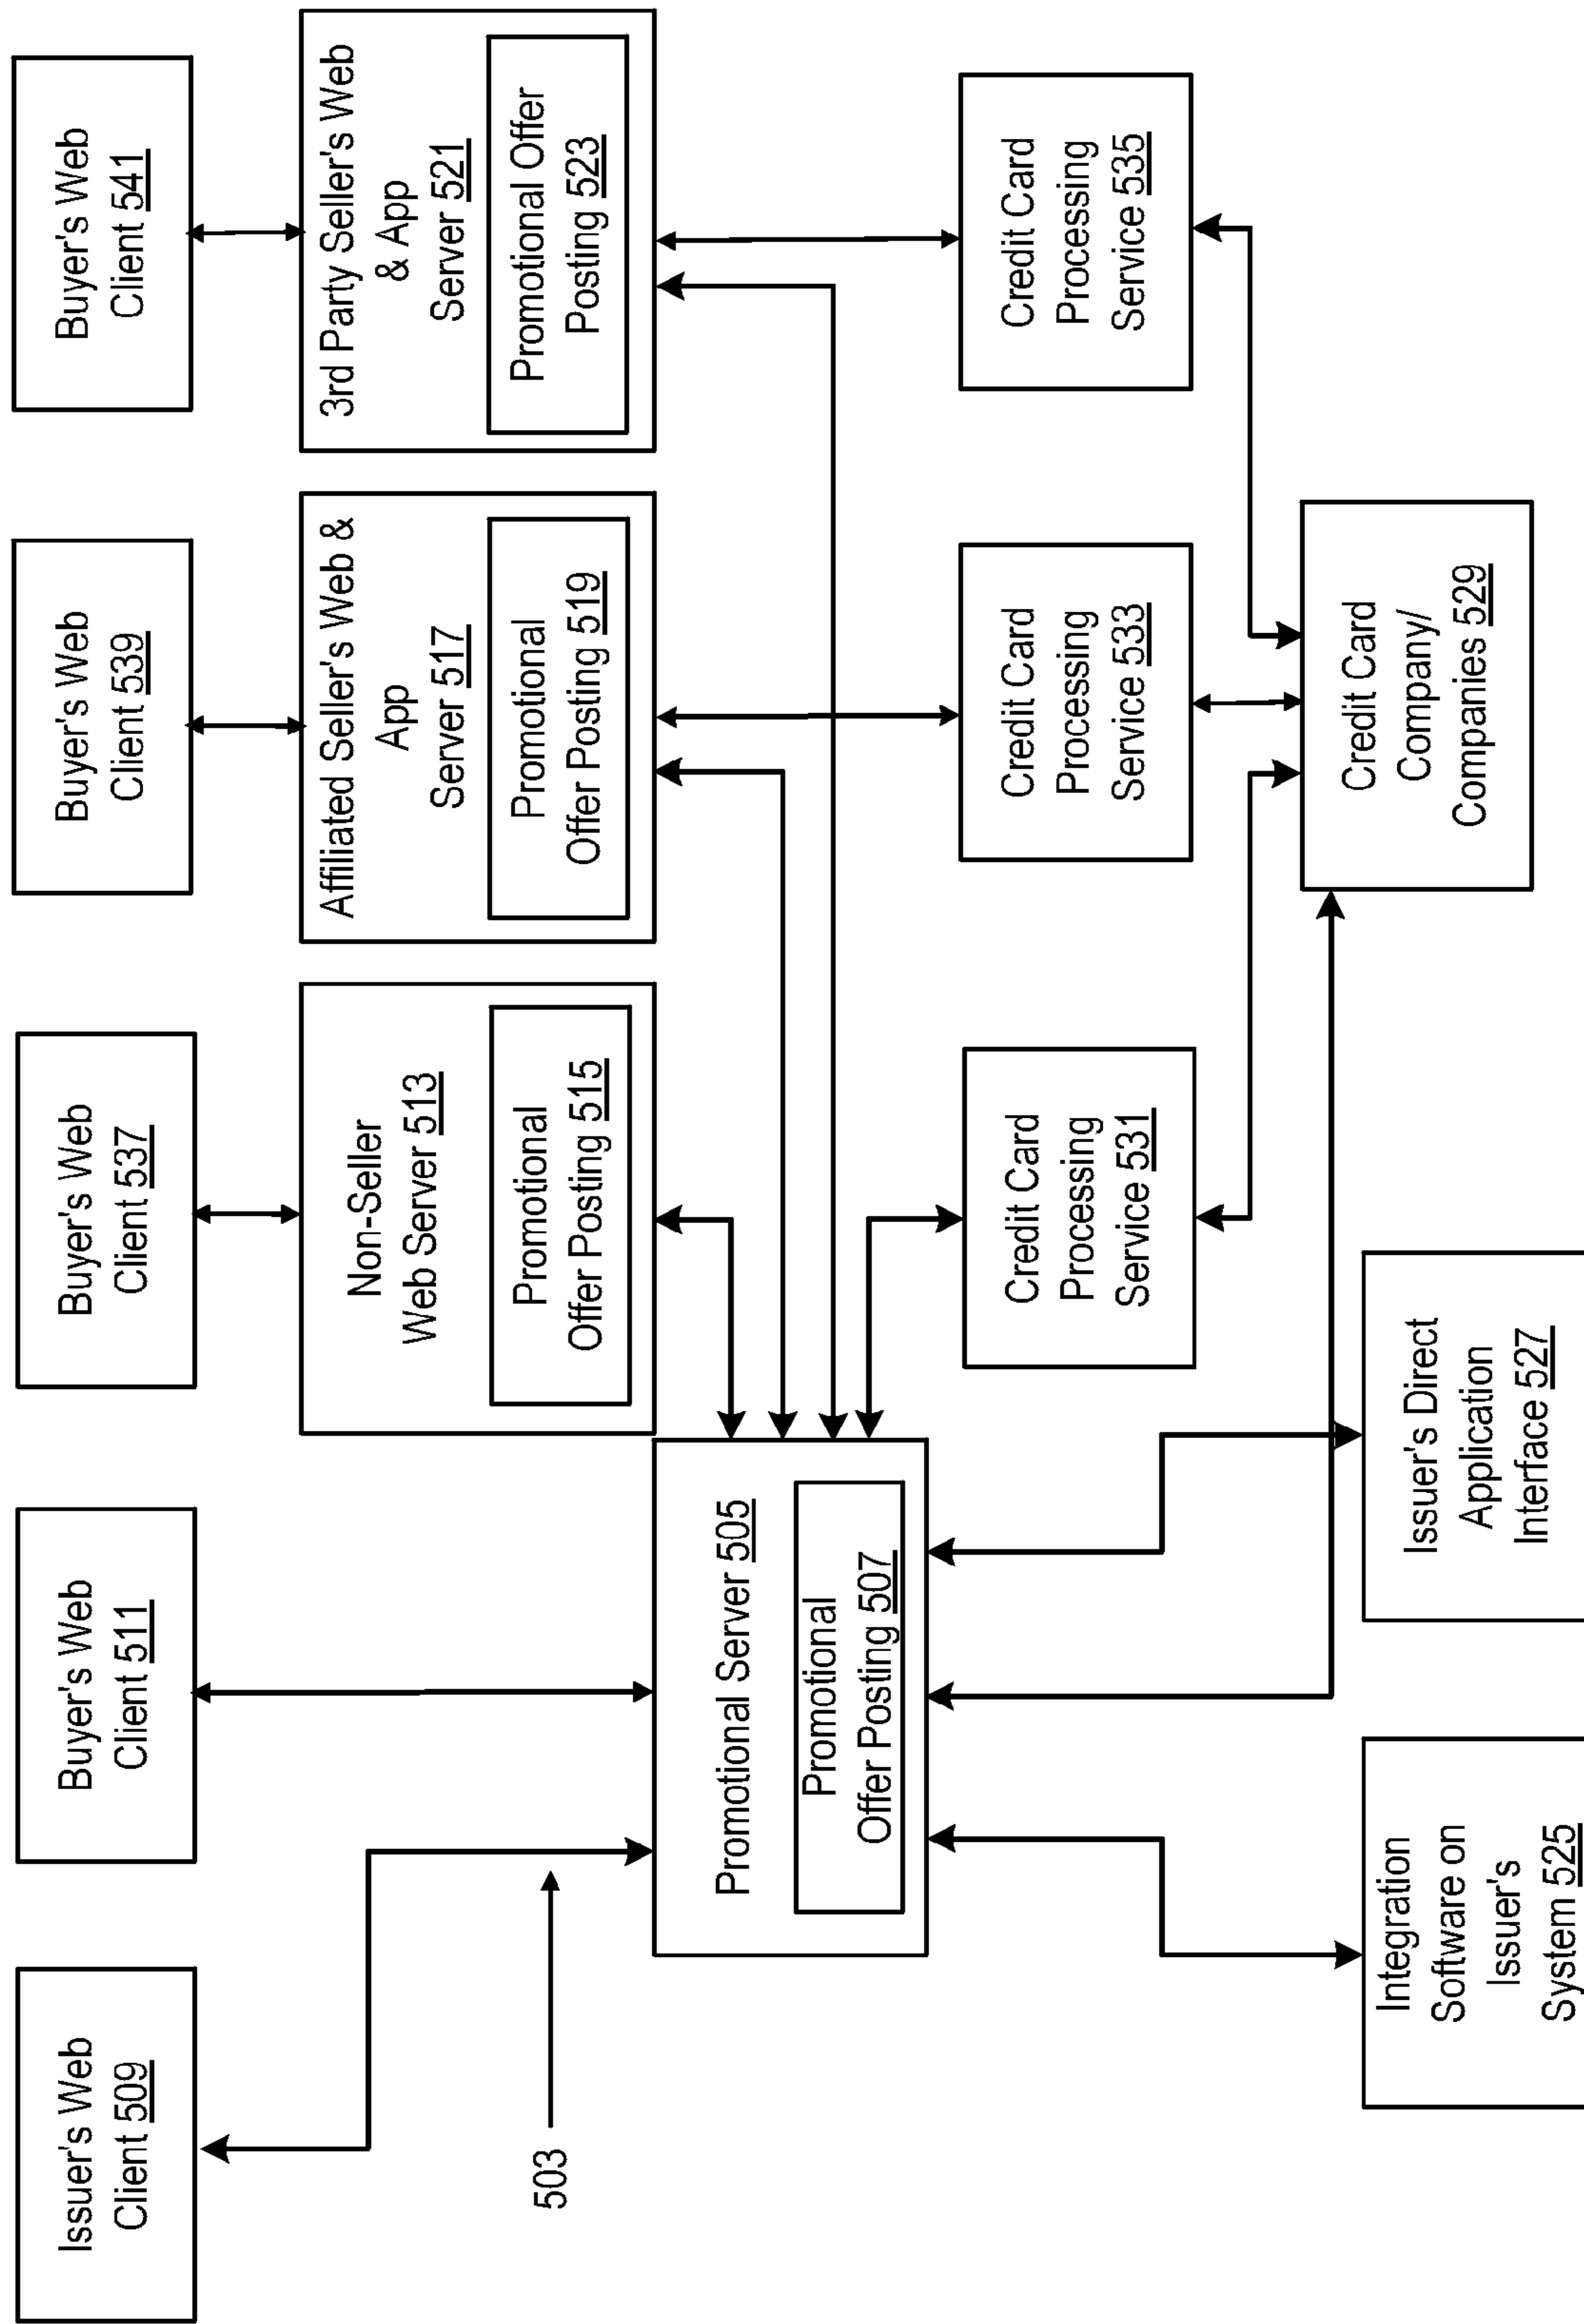 Issuer's Web
Client 509
Buyer's Web
Client 511
Buyer's Web
Client 537
Buyer's Web
Client 539
Buyer's Web
Client 541
Non-Seller
Web Server 513
Promotional
Offer Posting 515
Affiliated Seller's Web &
App
Server 517
Promotional
Offer Posting 519
3rd Party Seller's Web
& App
Server 521
Promotional Offer
Posting 523
503
Promotional Server 505
Promotional
Offer Posting 507
Credit Card
Processing
Service 531
Credit Card
Processing
Service 533
Credit Card
Processing
Service 535
Integration
Software on
Issuer's
System 525
Issuer's Direct
Application
Interface 527
Credit Card
Company/
Companies 529